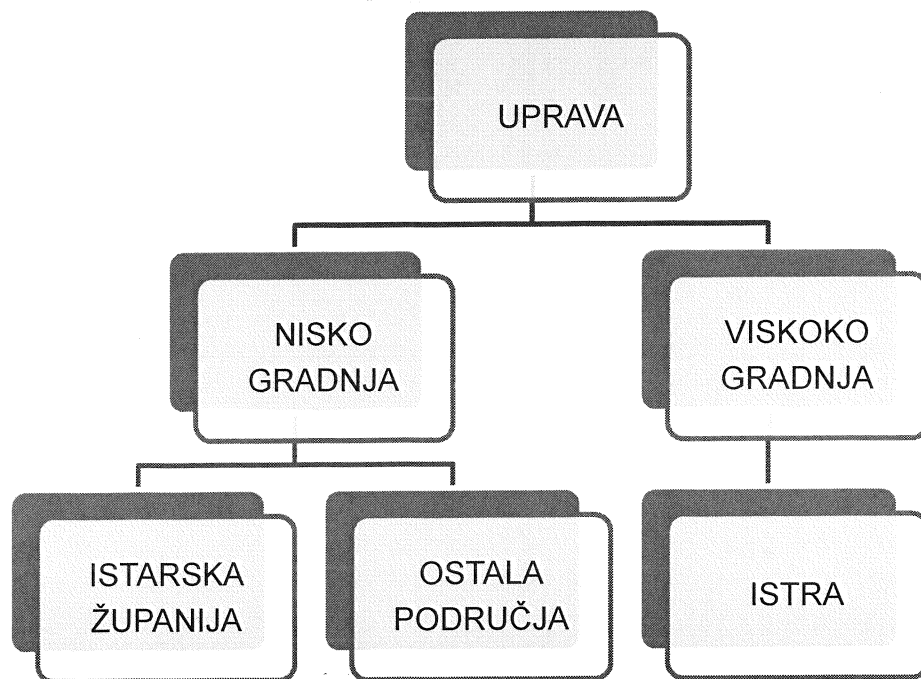 UPRAVA
NISKO
GRADNJA
VISKOKO
GRADNJA
ISTARSKA
ŽUPANIJA
OSTALA
PODRUČJA
ISTRA